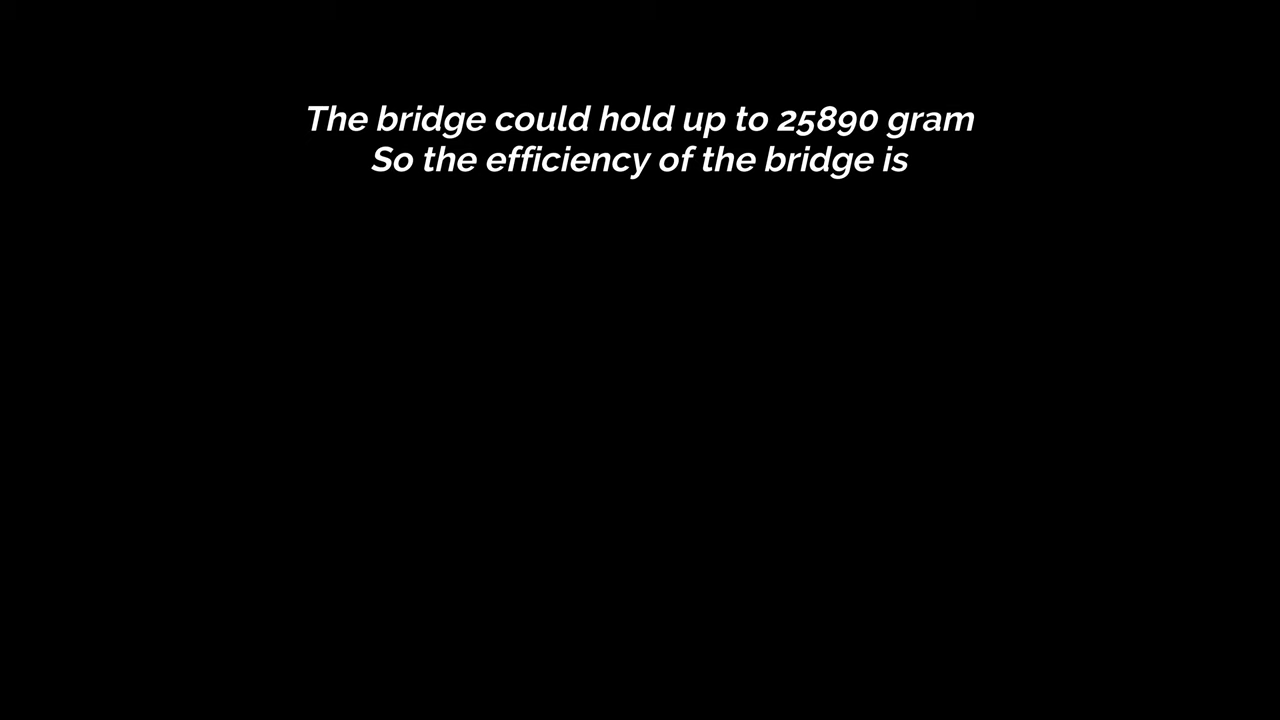 The bridge could hold up to 25890 gram
So the efficiency of the bridge is